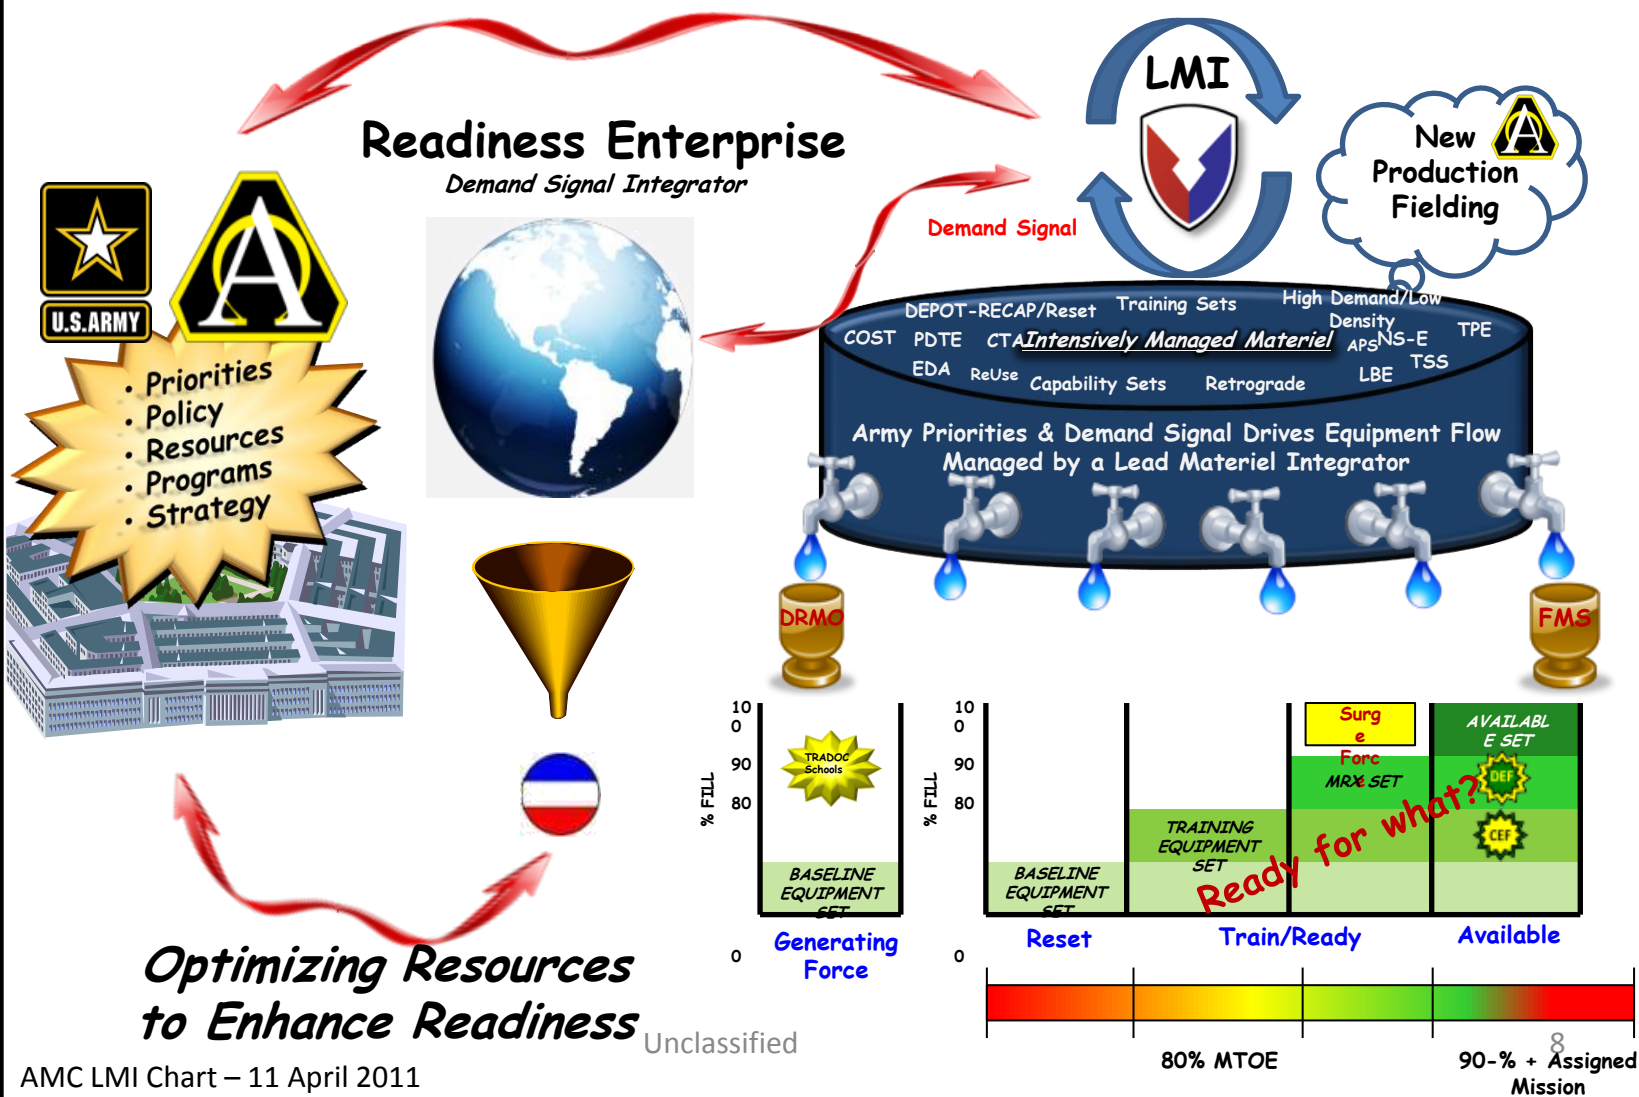 LMI
New
Production
Fielding
Readiness Enterprise
Demand Signal Integrator
Demand Signal
U.S.ARMY
• Priorities
• Policy
• Resources
• Programs
• Strategy
DEPOT-RECAP/Reset
Training Sets
High Demand/Low
Density
COST
PDTE
CTA
Intensively Managed Materiel
APS
NS-E
TPE
EDA
ReUse
Capability Sets
Retrograde
LBE
TSS
Army Priorities & Demand Signal Drives Equipment Flow
Managed by a Lead Materiel Integrator
DRMO
FMS
% FILL
10
0
90
80
0
TRADOC
Schools
BASELINE
EQUIPMENT
SET
Generating
Force
% FILL
10
0
90
80
0
BASELINE
EQUIPMENT
SET
Reset
TRAINING
EQUIPMENT
SET
Surg
e
Forc
e
MRX SET
Train/Ready
AVAILABL
E SET
DEF
CEF
Available
Ready for what?
80% MTOE
90-% + Assigned
Mission
Optimizing Resources
to Enhance Readiness
Unclassified
8
AMC LMI Chart – 11 April 2011